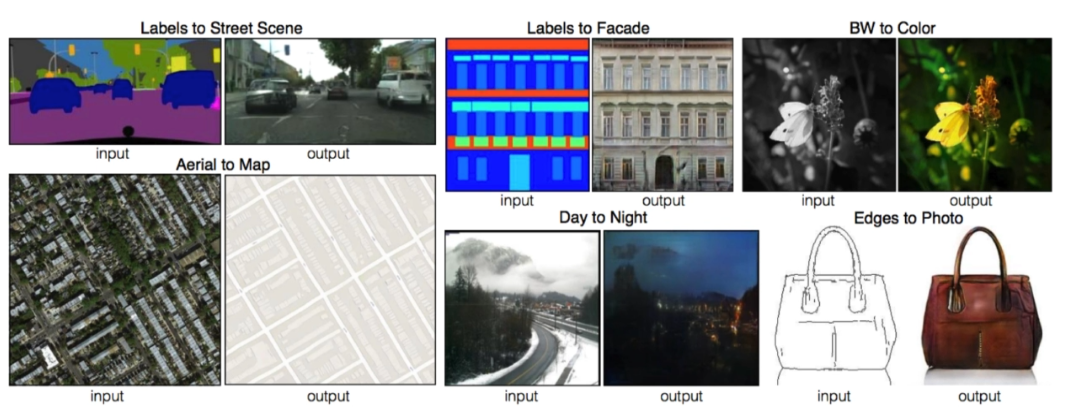 Labels to Street Scene
input
output
Aerial to Map
input
output
Labels to Facade
input
output
BW to Color
input
output
Day to Night
input
output
Edges to Photo
input
output